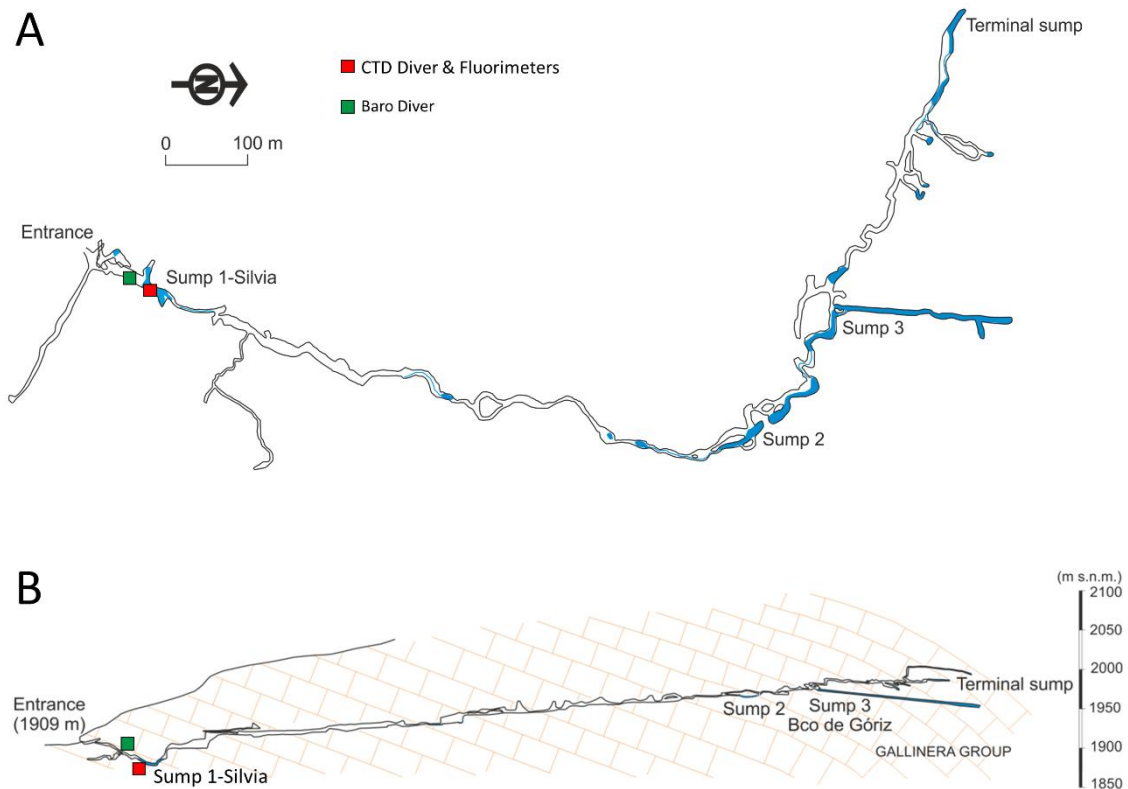 A
Terminal sump
CTD Diver & Fluorimeters
N
Baro Diver
0 100 m
Entrance
Sump 1-Silvia
Sump 3
Sump 2
B
(m s.n.m.)
2100
2050
2000
1950
1900
1850
Entrance
(1909 m)
Terminal sump
Sump 2
Sump 3
Bco de Góriz
GALLINERA GROUP
Sump 1-Silvia